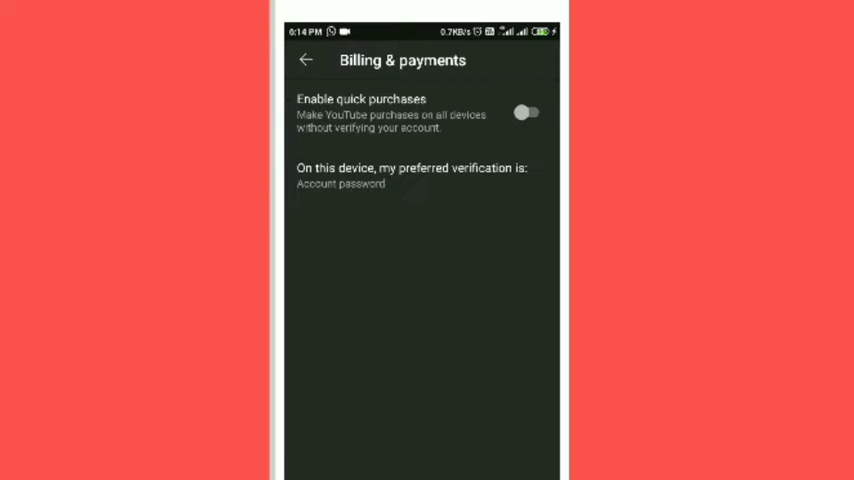 6:14 PM 0.7KB/s
Billing & payments
Enable quick purchases
Make YouTube purchases on all devices
without verifying your account.
On this device, my preferred verification is:
Account password